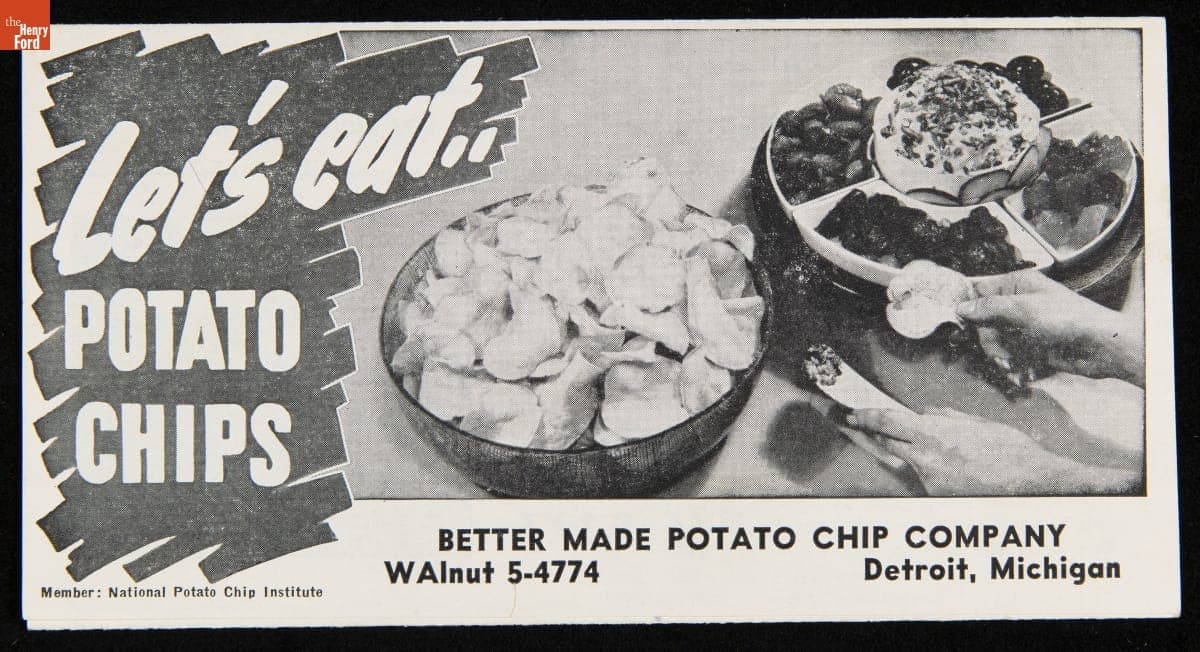 the
Henry
Ford
Let's eat..
POTATO
CHIPS
BETTER MADE POTATO CHIP COMPANY
WAlnut 5-4774
Detroit, Michigan
Member: National Potato Chip Institute